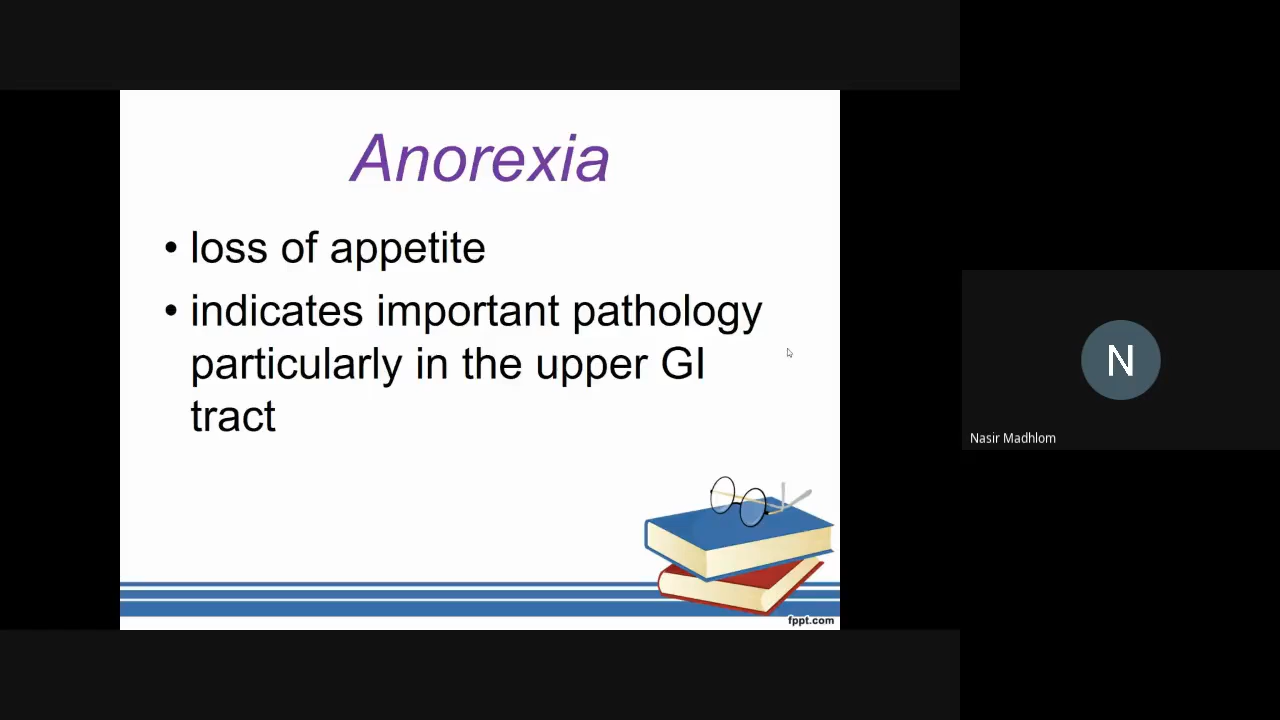 Anorexia
• loss of appetite
• indicates important pathology
particularly in the upper GI
tract
fppt.com
N
Nasir Madhlom